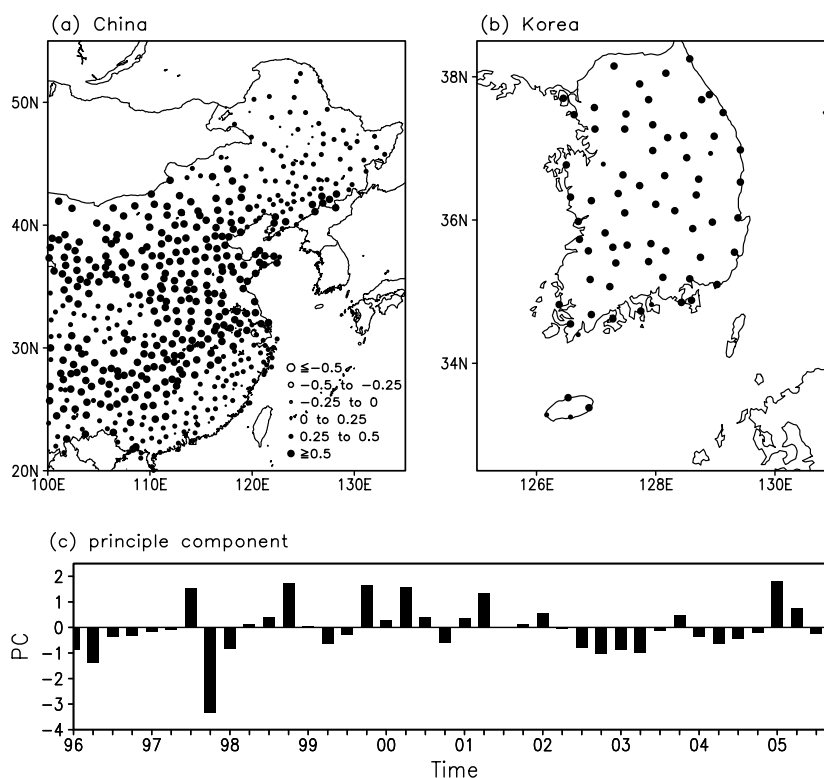 (a) China
(b) Korea
50N
40N
30N
20N
100E
110E
120E
130E
≦−0.5
−0.5 to −0.25
−0.25 to 0
0 to 0.25
0.25 to 0.5
≧0.5
38N
36N
34N
126E
128E
130E
(c) principle component
PC
2
1
0
−1
−2
−3
−4
96
97
98
99
00
01
02
03
04
05
Time